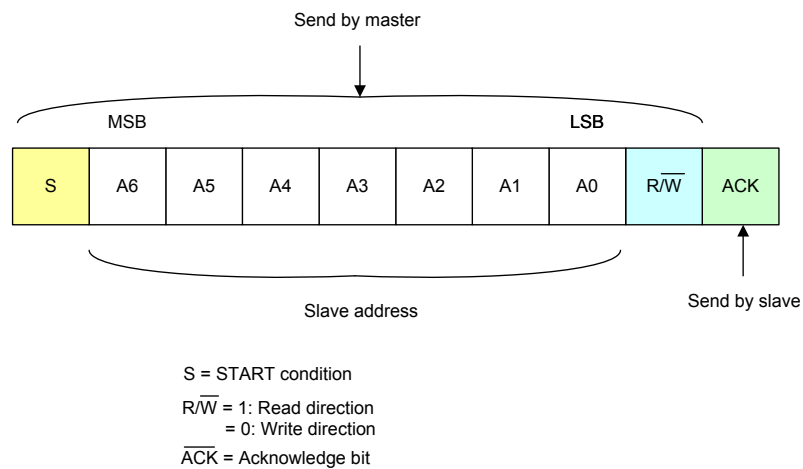 Send by master
MSB LSB
S A6 A5 A4 A3 A2 A1 A0 R/W̅ ACK
Slave address
Send by slave
S = START condition
R/W̅ = 1: Read direction
= 0: Write direction
A̅C̅K̅ = Acknowledge bit